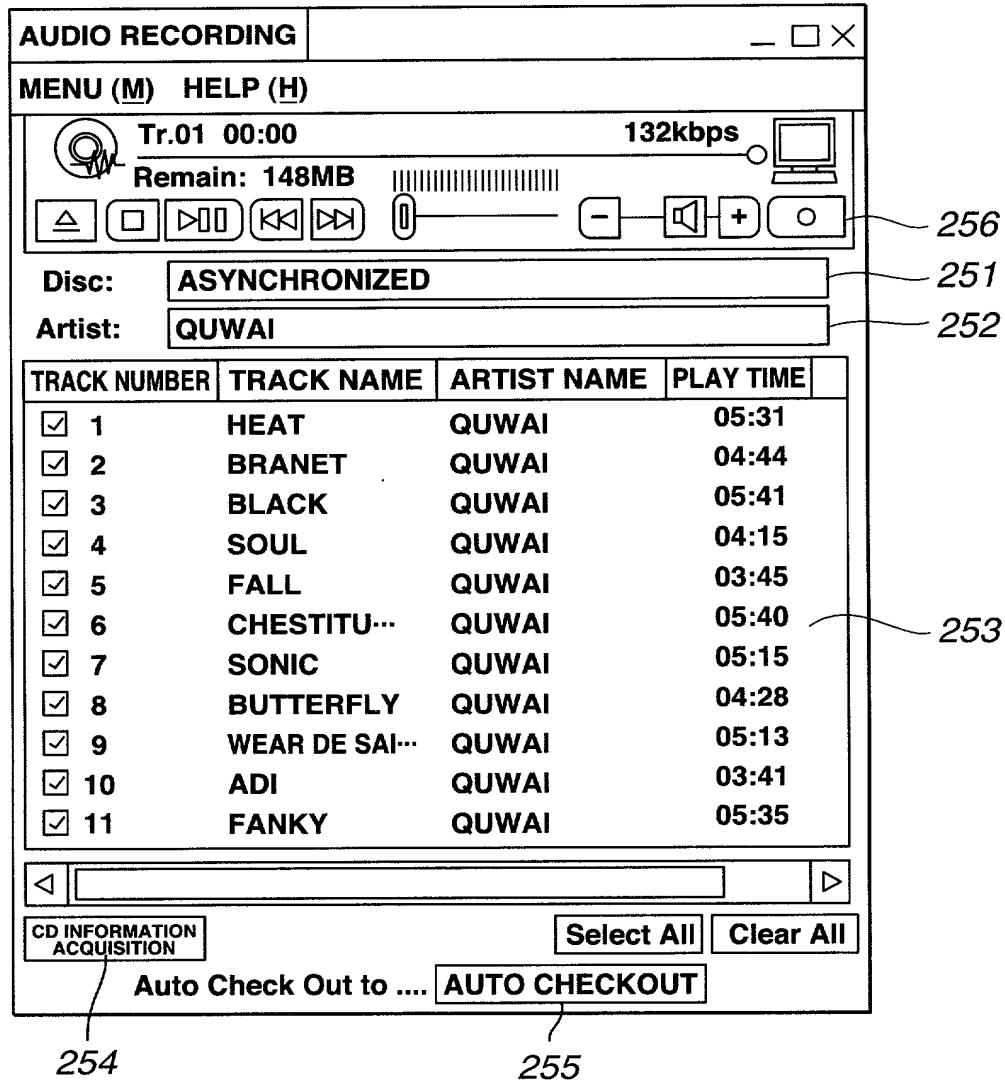 AUDIO RECORDING
MENU (M) HELP (H)
Tr.01 00:00 132kbps
Remain: 148MB
256
Disc: ASYNCHRONIZED 251
Artist: QUWAI 252
TRACK NUMBER TRACK NAME ARTIST NAME PLAY TIME
1 HEAT QUWAI 05:31
2 BRANET QUWAI 04:44
3 BLACK QUWAI 05:41
4 SOUL QUWAI 04:15
5 FALL QUWAI 03:45
6 CHESTITU··· QUWAI 05:40 253
7 SONIC QUWAI 05:15
8 BUTTERFLY QUWAI 04:28
9 WEAR DE SAI··· QUWAI 05:13
10 ADI QUWAI 03:41
11 FANKY QUWAI 05:35
CD INFORMATION
ACQUISITION
Select All Clear All
Auto Check Out to .... AUTO CHECKOUT
254 255